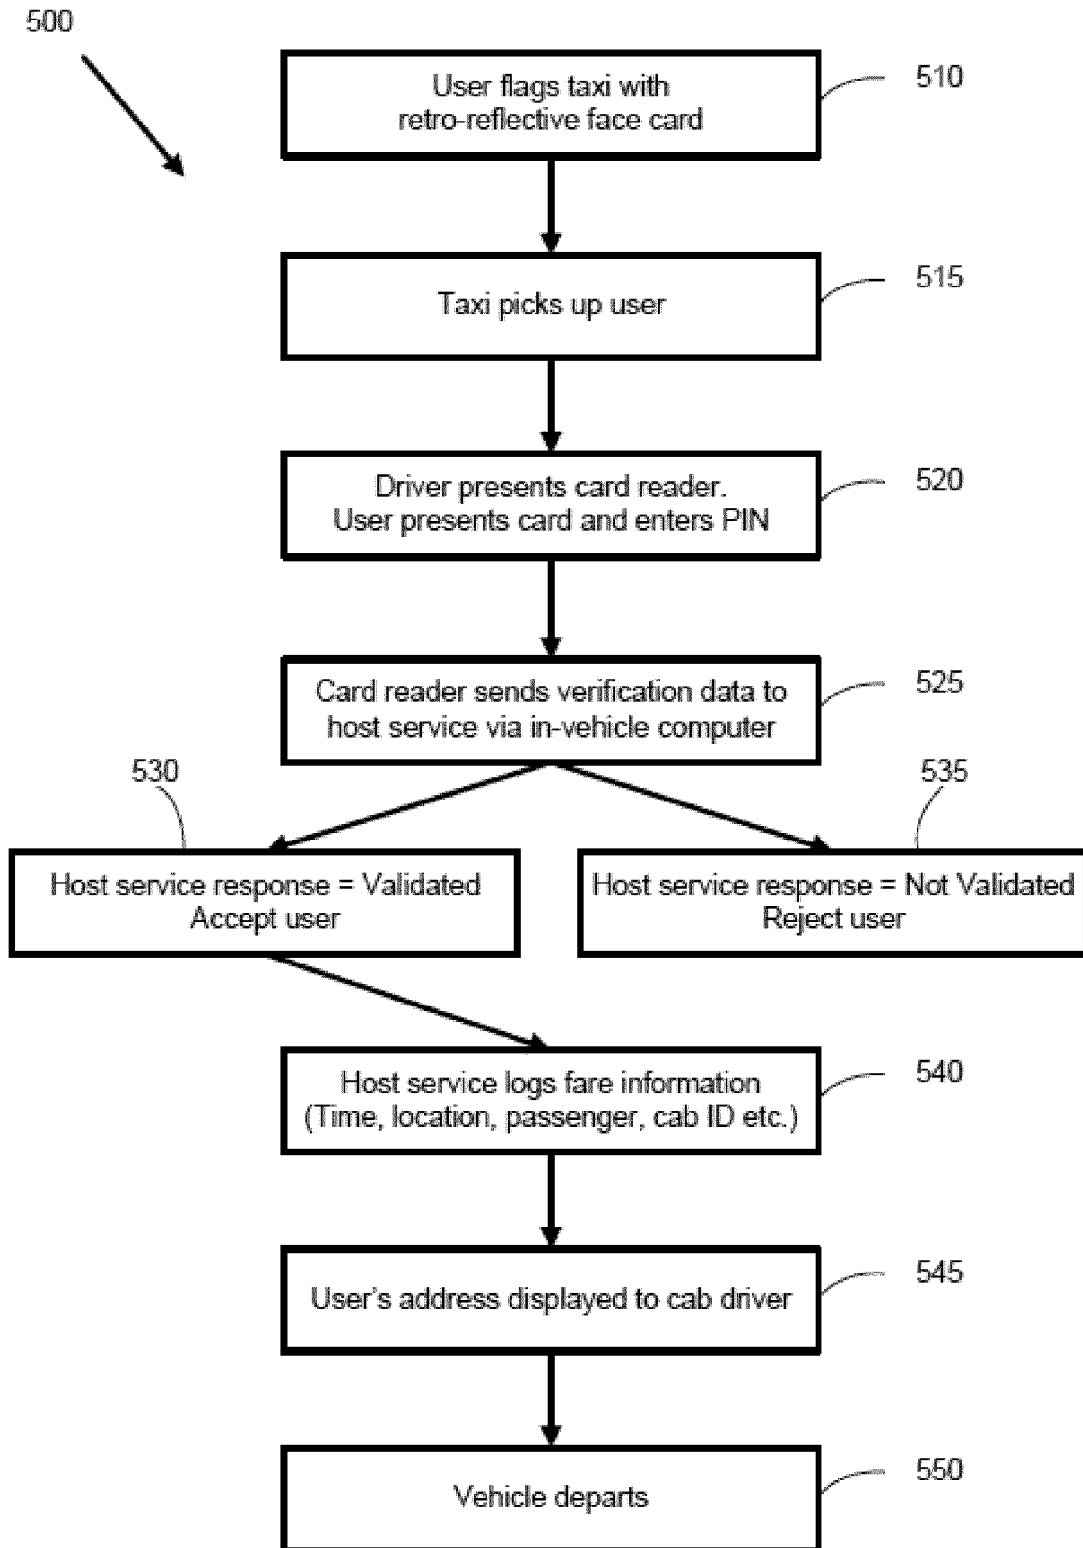 500
User flags taxi with
retro-reflective face card
510
Taxi picks up user
515
Driver presents card reader.
User presents card and enters PIN
520
Card reader sends verification data to
host service via in-vehicle computer
525
530
535
Host service response = Validated
Accept user
Host service response = Not Validated
Reject user
Host service logs fare information
(Time, location, passenger, cab ID etc.)
540
User's address displayed to cab driver
545
Vehicle departs
550